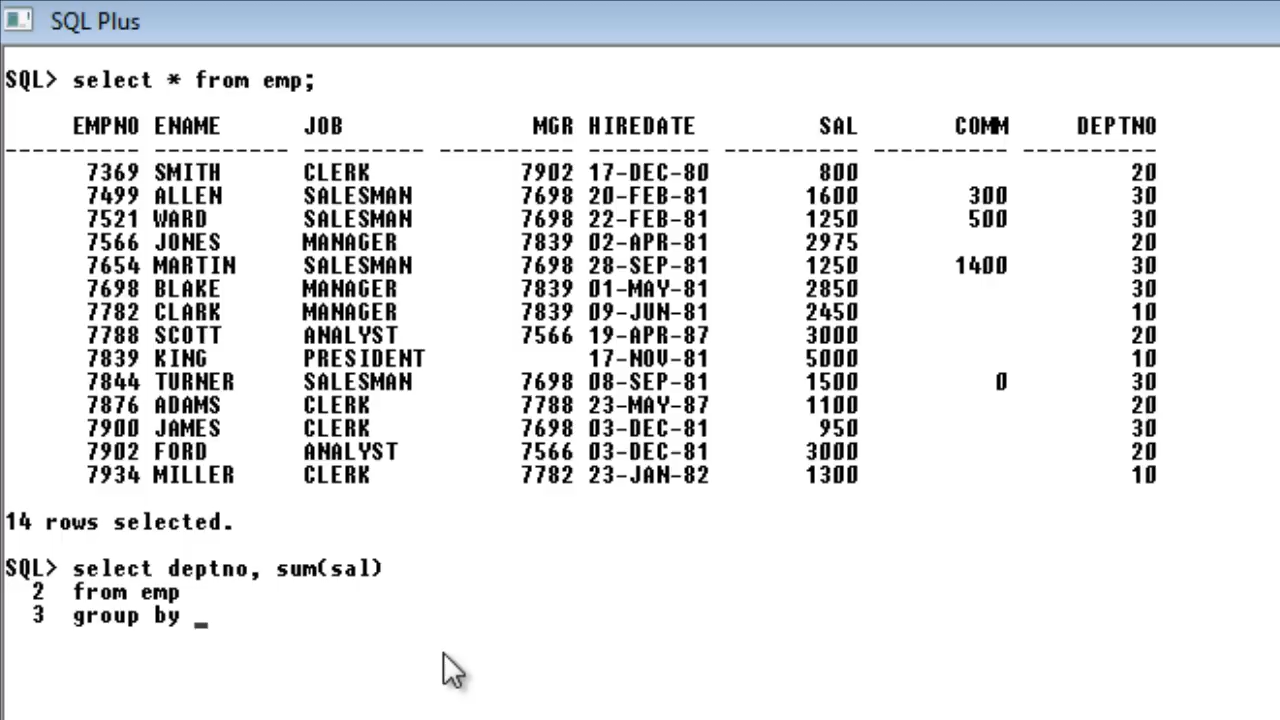 SQL Plus
SQL> select * from emp;
EMPNO ENAME JOB MGR HIREDATE SAL COMM DEPTNO
---------- ---------- --------- ---------- --------- ---------- ---------- ----------
7369 SMITH CLERK 7902 17-DEC-80 800 20
7499 ALLEN SALESMAN 7698 20-FEB-81 1600 300 30
7521 WARD SALESMAN 7698 22-FEB-81 1250 500 30
7566 JONES MANAGER 7839 02-APR-81 2975 20
7654 MARTIN SALESMAN 7698 28-SEP-81 1250 1400 30
7698 BLAKE MANAGER 7839 01-MAY-81 2850 30
7782 CLARK MANAGER 7839 09-JUN-81 2450 10
7788 SCOTT ANALYST 7566 19-APR-87 3000 20
7839 KING PRESIDENT 17-NOV-81 5000 10
7844 TURNER SALESMAN 7698 08-SEP-81 1500 0 30
7876 ADAMS CLERK 7788 23-MAY-87 1100 20
7900 JAMES CLERK 7698 03-DEC-81 950 30
7902 FORD ANALYST 7566 03-DEC-81 3000 20
7934 MILLER CLERK 7782 23-JAN-82 1300 10
14 rows selected.
SQL> select deptno, sum(sal)
2 from emp
3 group by _